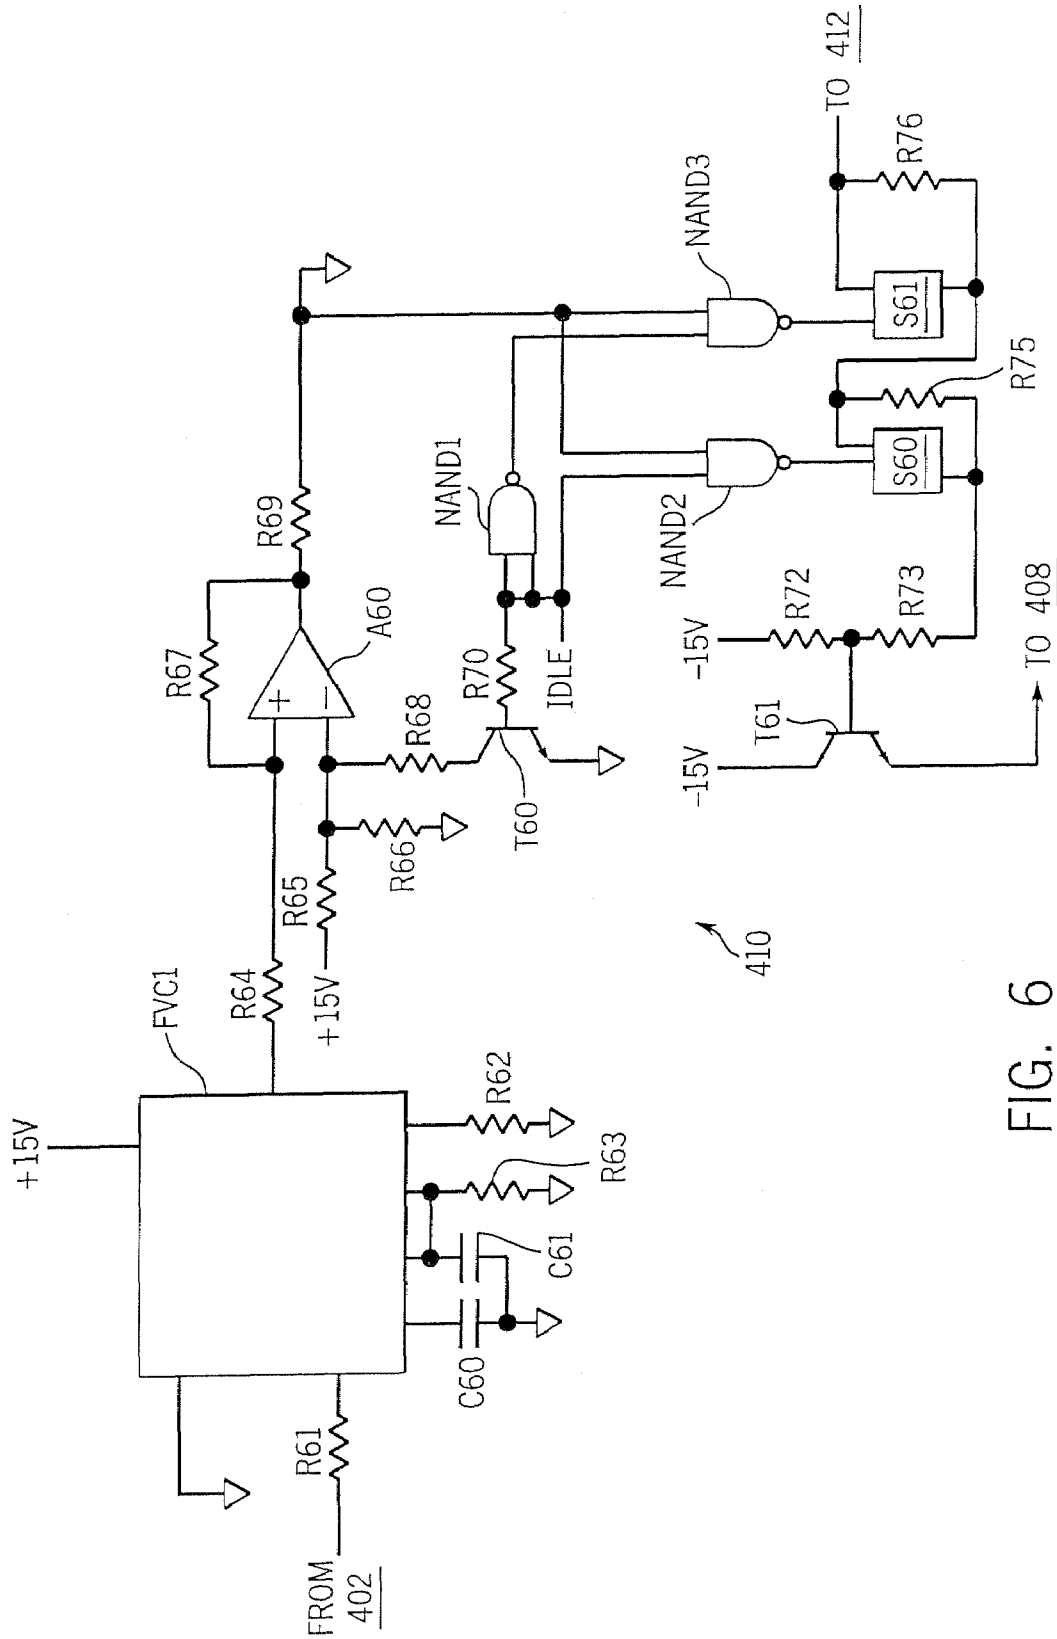 FROM
402
R61
+15V
FVC1
C60
C61
R63
R62
R64
+15V
R65
R66
R67
A60
R68
R69
T60
R70
IDLE
NAND1
NAND2
NAND3
-15V
-15V
T61
R72
R73
TO 408
S60
R75
S61
R76
TO 412
410
FIG. 6